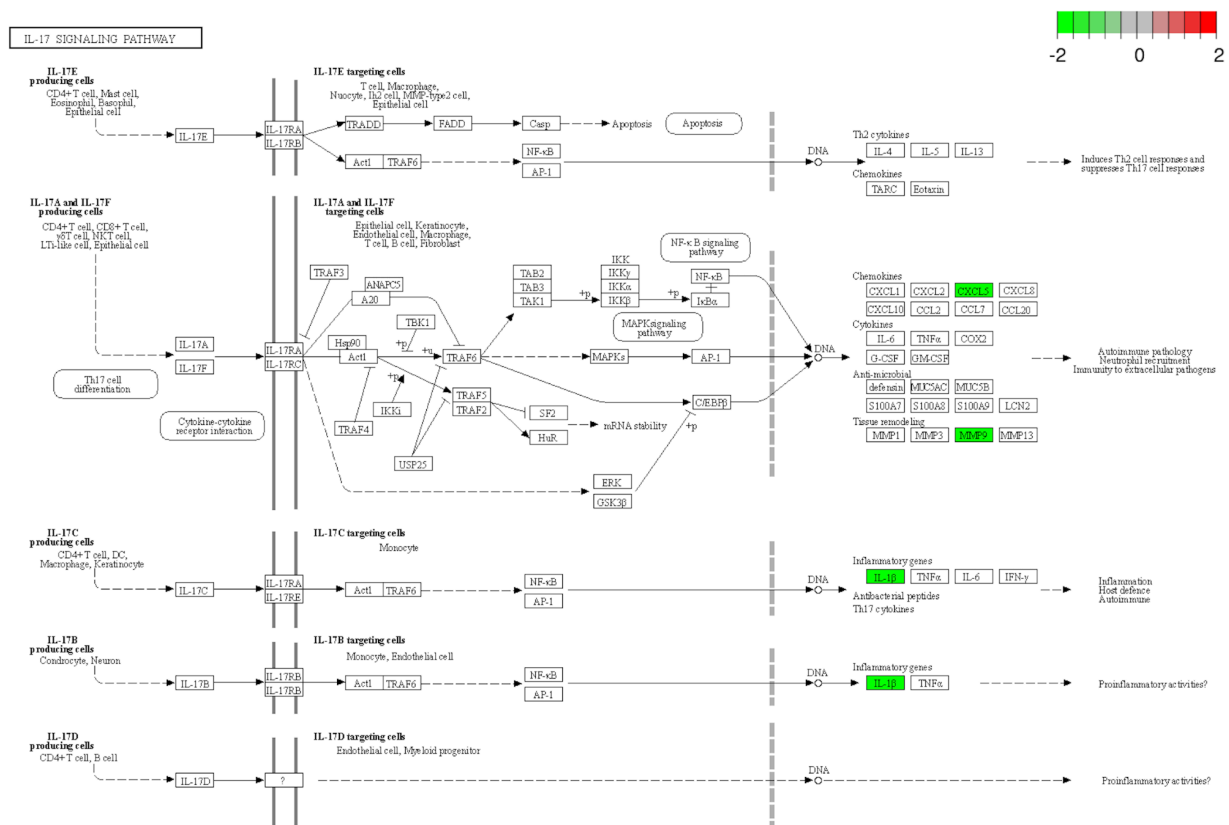 IL-17 SIGNALING PATHWAY
-2 0 2
IL-17E
producing cells
CD4+ T cell, Mast cell,
Eosinophil, Basophil,
Epithelial cell
IL-17E
IL-17RA
IL-17RB
IL-17E targeting cells
T cell, Macrophage,
Nuocyte, Ih2 cell, MMP-type2 cell,
Epithelial cell
TRADD
FADD
Casp
Apoptosis
Apoptosis
Act1
TRAF6
NF-κB
AP-1
DNA
Th2 cytokines
IL-4 IL-5 IL-13
Chemokines
TARC Eotaxin
Induces Th2 cell responses and
suppresses Th17 cell responses
IL-17A and IL-17F
producing cells
CD4+ T cell, CD8+ T cell,
γδT cell, NKT cell,
LTi-like cell, Epithelial cell
IL-17A
IL-17F
Th17 cell
differentiation
Cytokine-cytokine
receptor interaction
IL-17RA
IL-17RC
IL-17A and IL-17F
targeting cells
Epithelial cell, Keratinocyte,
Endothelial cell, Macrophage,
T cell, B cell, Fibroblast
TRAF3
ANAPC5
A20
Hsp90
Act1
TBK1
+p
+u
TRAF6
+p
IKKi
TRAF4
USP25
TRAF5
TRAF2
SF2
HuR
mRNA stability
TAB2
TAB3
TAK1
+p
IKK
IKKγ
IKKα
IKKβ
+p
NF-κB signaling
pathway
NF-κB
IκBα
MAPK signaling
pathway
MAPKs
AP-1
C/EBPβ
+p
ERK
GSK3β
DNA
Chemokines
CXCL1 CXCL2 CXCL5 CXCL8
CXCL10 CCL2 CCL7 CCL20
Cytokines
IL-6 TNFα COX2
G-CSF GM-CSF
Anti-microbial
defensin MUC5AC MUC5B
S100A7 S100A8 S100A9 LCN2
Tissue remodeling
MMP1 MMP3 MMP9 MMP13
Autoimmune pathology
Neutrophil recruitment
Immunity to extracellular pathogens
IL-17C
producing cells
CD4+ T cell, DC,
Macrophage, Keratinocyte
IL-17C
IL-17RA
IL-17RE
IL-17C targeting cells
Monocyte
Act1
TRAF6
NF-κB
AP-1
DNA
Inflammatory genes
IL-1β TNFα IL-6 IFN-γ
Antibacterial peptides
Th17 cytokines
Inflammation
Host defence
Autoimmune
IL-17B
producing cells
Condrocyte, Neuron
IL-17B
IL-17RB
IL-17RB
IL-17B targeting cells
Monocyte, Endothelial cell
Act1
TRAF6
NF-κB
AP-1
DNA
Inflammatory genes
IL-1β TNFα
Proinflammatory activities?
IL-17D
producing cells
CD4+ T cell, B cell
IL-17D
?
IL-17D targeting cells
Endothelial cell, Myeloid progenitor
DNA
Proinflammatory activities?